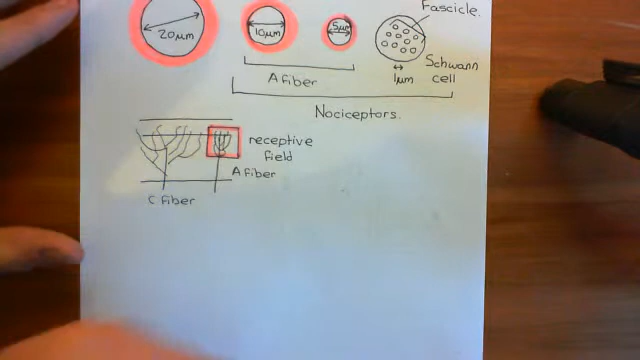 Fascicle.
20μm
10μm
5μm
Schwann
cell
1μm
A fiber
Nociceptors.
receptive
field
A fiber
C fiber